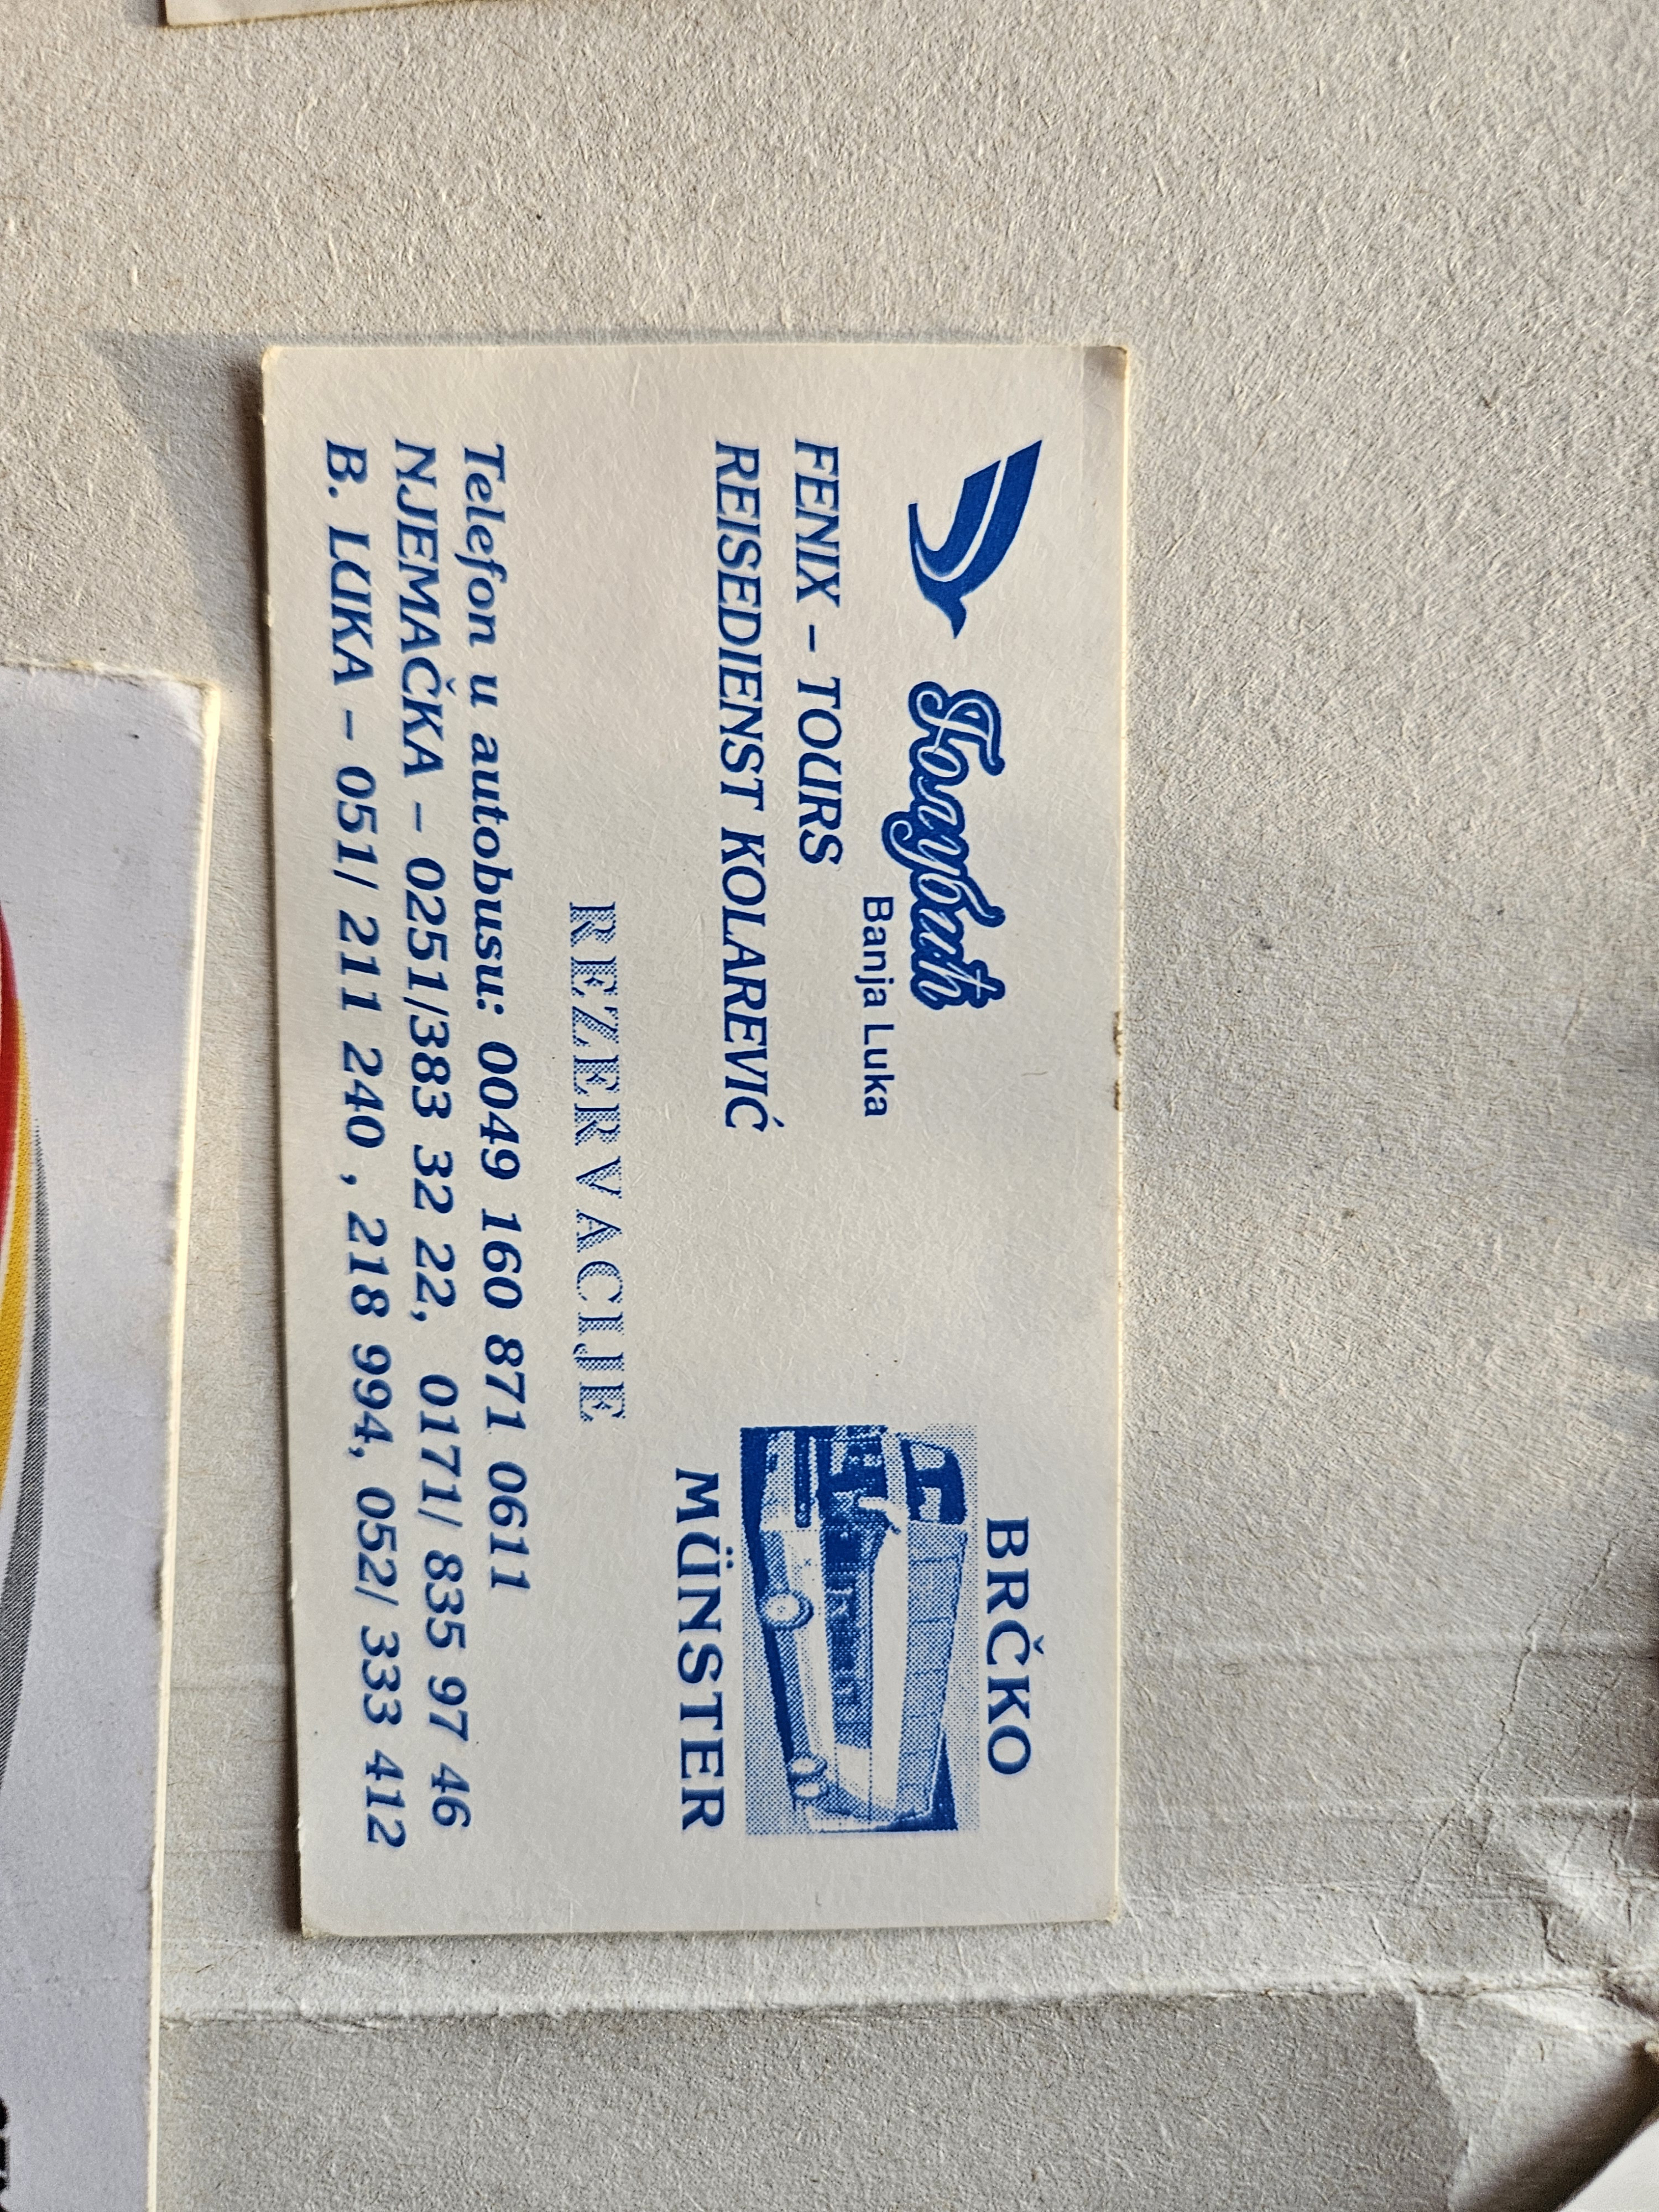 Голубић
Banja Luka
FENIX - TOURS
REISEDIENST KOLAREVIĆ
BRČKO
MÜNSTER
REZERVACIJE
Telefon u autobusu: 0049 160 871 0611
NJEMAČKA - 0251/383 32 22, 0171/ 835 97 46
B. LUKA - 051/ 211 240 , 218 994, 052/ 333 412